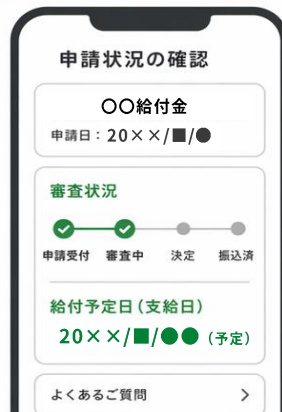 申請状況の確認
〇〇給付金
申請日：20××/■/●
審査状況
申請受付 審査中 決定 振込済
給付予定日（支給日）
20××/■/●●（予定）
よくあるご質問